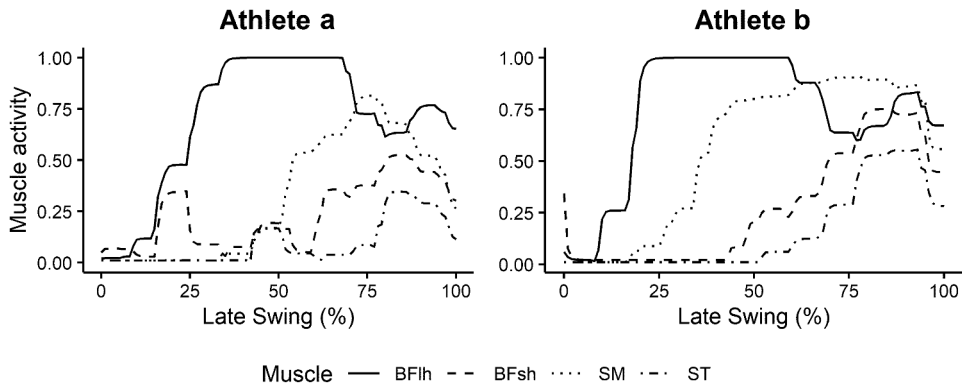 Athlete a
Athlete b
Muscle activity
1.00
0.75
0.50
0.25
0.00
0 25 50 75 100
Late Swing (%)
1.00
0.75
0.50
0.25
0.00
0 25 50 75 100
Late Swing (%)
Muscle BFlh BFsh SM ST